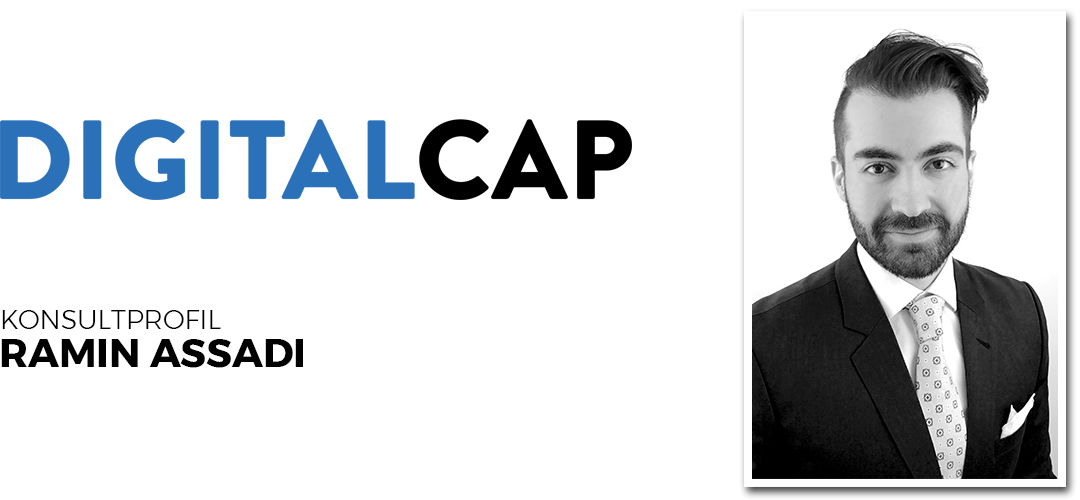 DIGITALCAP
KONSULTPROFIL
RAMIN ASSADI